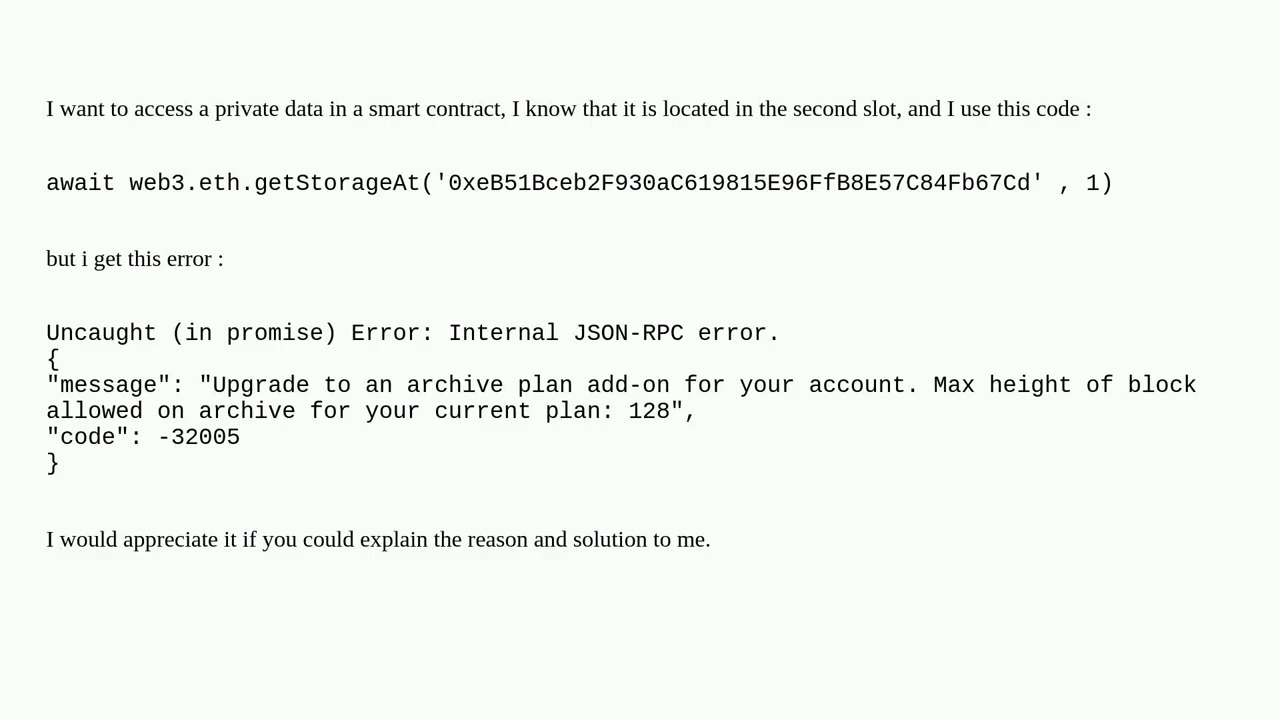 I want to access a private data in a smart contract, I know that it is located in the second slot, and I use this code :
await web3.eth.getStorageAt('0xeB51Bceb2F930aC619815E96FfB8E57C84Fb67Cd' , 1)
but i get this error :
Uncaught (in promise) Error: Internal JSON-RPC error.
{
"message": "Upgrade to an archive plan add-on for your account. Max height of block
allowed on archive for your current plan: 128",
"code": -32005
}
I would appreciate it if you could explain the reason and solution to me.